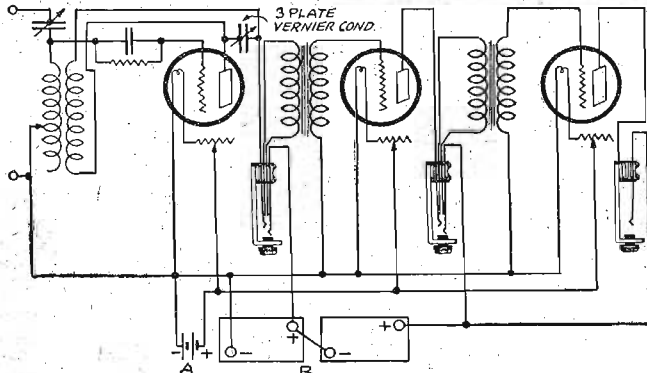 3 PLATE
VERNIER COND.
+ +
- + - -
A B